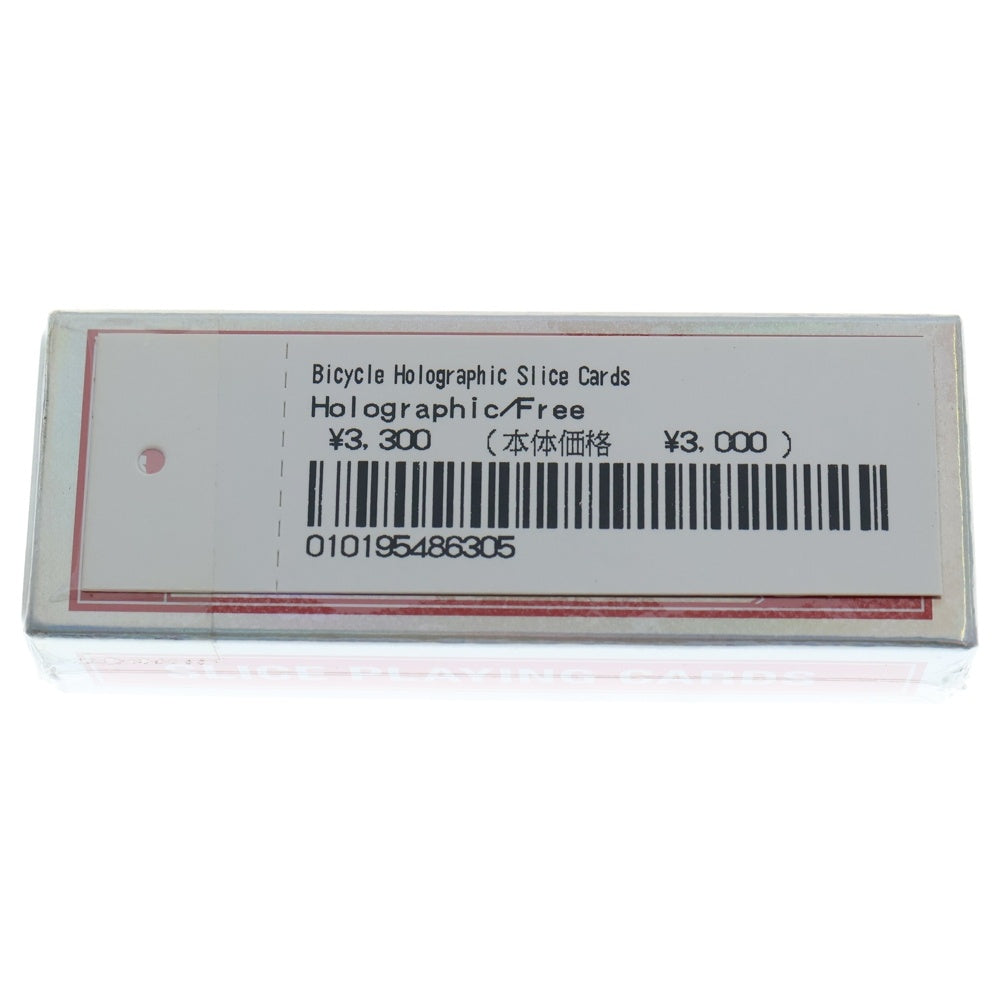 Bicycle Holographic Slice Cards
Holographic/Free
¥3,300 (本体価格 ¥3,000)
010195486305
SLICE PLAYING CARDS